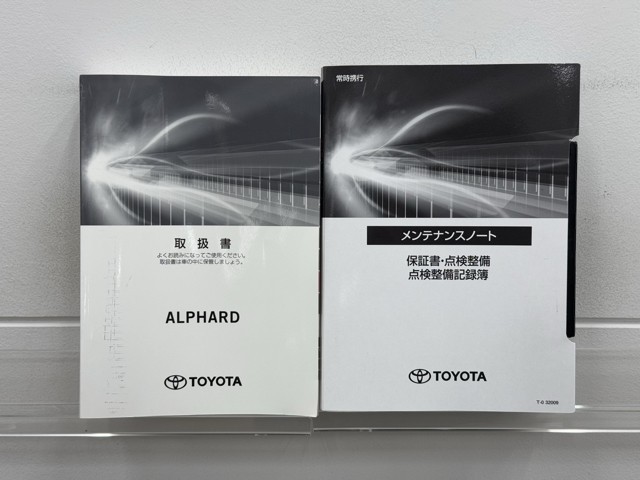 取扱書
よくお読みになってご使用ください。
取扱書は車の中に保管しましょう。
ALPHARD
TOYOTA
常時携行
メンテナンスノート
保証書・点検整備
点検整備記録簿
TOYOTA